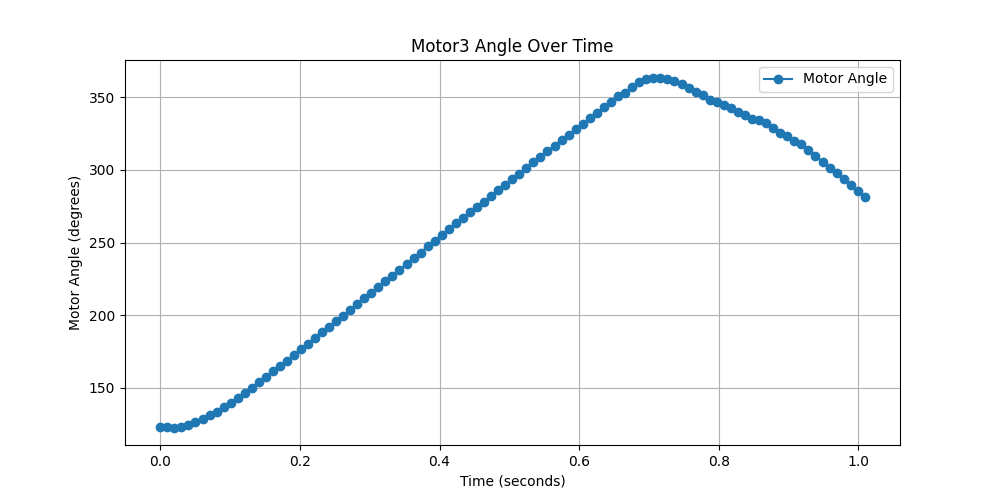 Motor3 Angle Over Time
Motor Angle
Motor Angle (degrees)
350
300
250
200
150
0.0 0.2 0.4 0.6 0.8 1.0
Time (seconds)